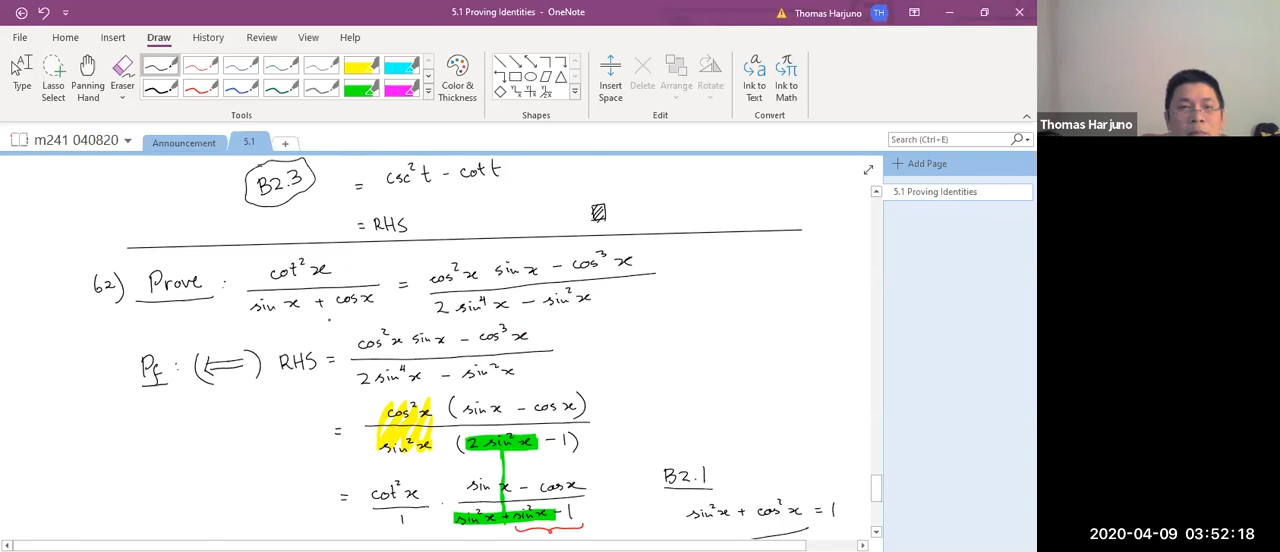 5.1 Proving Identities - OneNote
Thomas Harjuno TH
File Home Insert Draw History Review View Help
Type Lasso Select Panning Hand Eraser
Color & Thickness
Insert Space Delete Arrange Rotate
Ink to Text Ink to Math
Tools Shapes Edit Convert
Thomas Harjuno
m241 040820 Announcement 5.1 +
Search (Ctrl+E)
+ Add Page
5.1 Proving Identities
B2.3 = csc² t - cot t
= RHS
62) Prove : cot² x / (sin x + cos x) = (cos² x sin x - cos³ x) / (2 sin⁴ x - sin² x)
Pf : (⟸) RHS = (cos² x sin x - cos³ x) / (2 sin⁴ x - sin² x)
= cos² x (sin x - cos x) / sin² x (2 sin² x - 1)
= cot² x / 1 · (sin x - cos x) / (sin² x + sin² x - 1)
B2.1
sin² x + cos² x = 1
2020-04-09 03:52:18